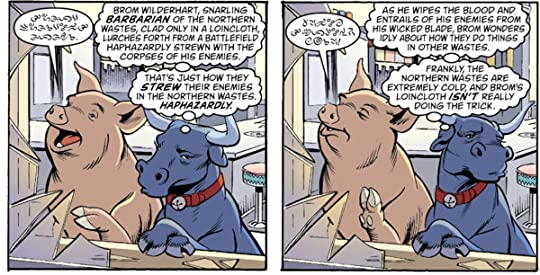 BROM WILDERHART, SNARLING
BARBARIAN OF THE NORTHERN
WASTES, CLAD ONLY IN A LOINCLOTH,
LURCHES FORTH FROM A BATTLEFIELD
HAPHAZARDLY STREWN WITH THE
CORPSES OF HIS ENEMIES.
THAT'S JUST HOW THEY
STREW THEIR ENEMIES
IN THE NORTHERN WASTES.
HAPHAZARDLY.
AS HE WIPES THE BLOOD AND
ENTRAILS OF HIS ENEMIES FROM
HIS WICKED BLADE, BROM WONDERS
IDLY ABOUT HOW THEY DO THINGS
IN OTHER WASTES.
FRANKLY, THE
NORTHERN WASTES ARE
EXTREMELY COLD, AND BROM'S
LOINCLOTH ISN'T REALLY
DOING THE TRICK.